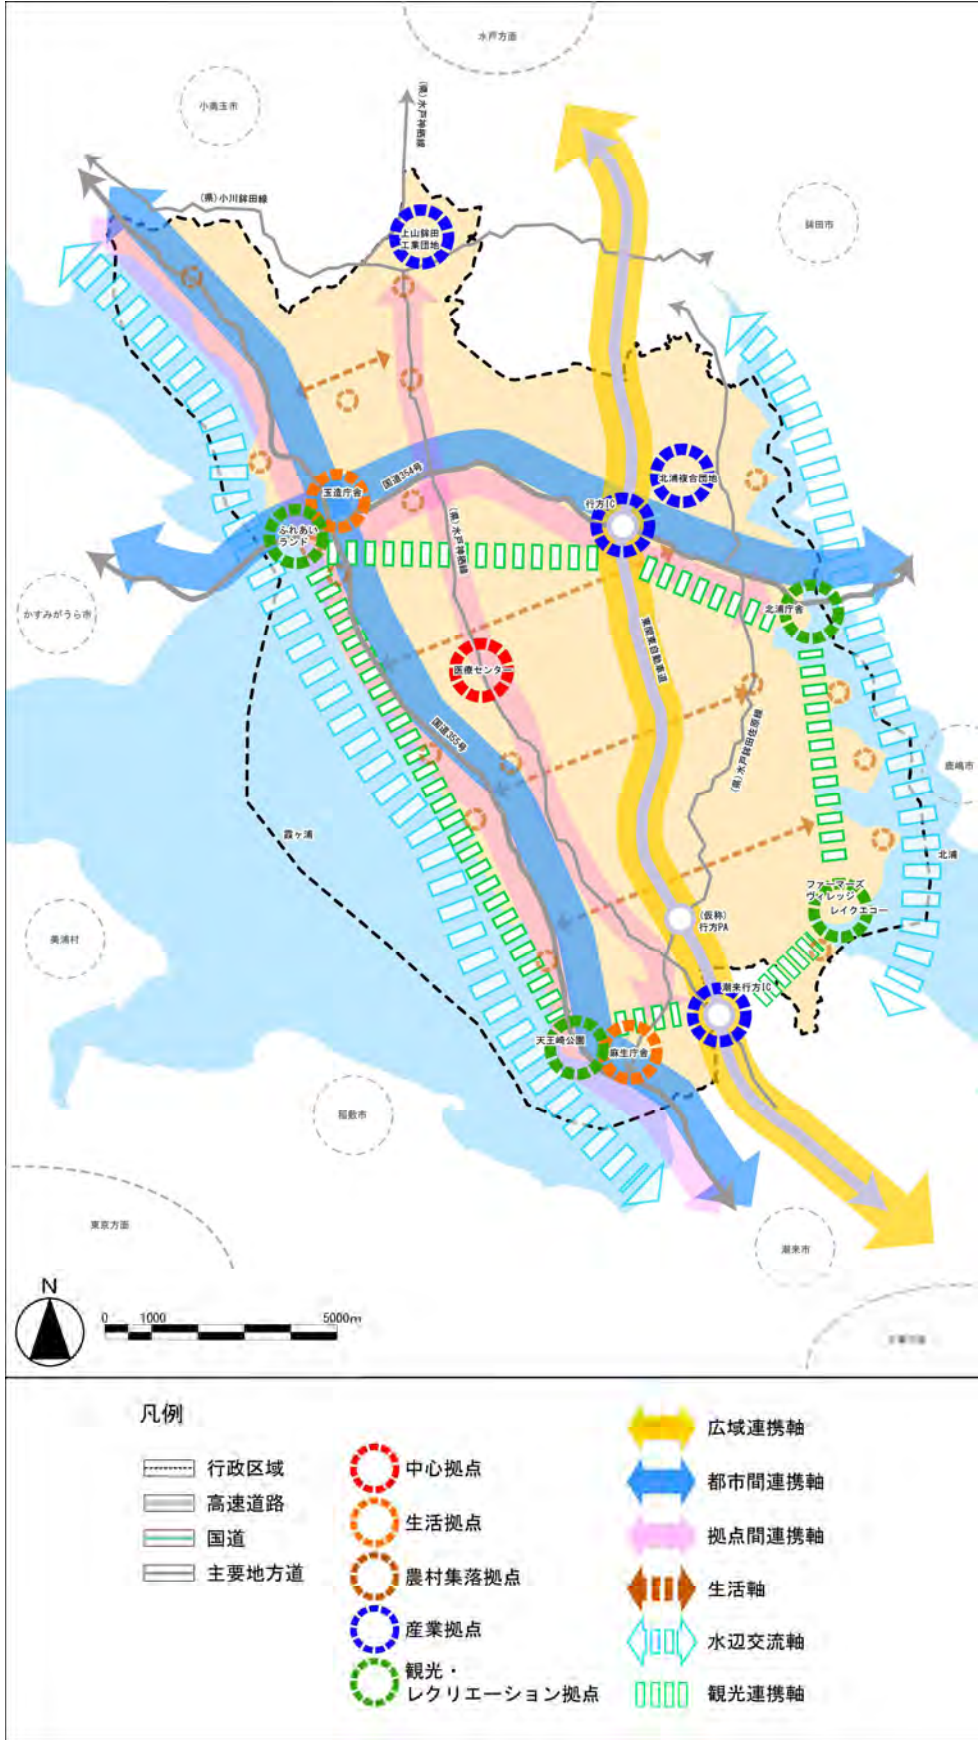 水戸方面
小美玉市
(県)水戸神栖線
(県)小川鉾田線
鉾田市
上山鉾田
工業団地
国道354号
北浦複合団地
玉造庁舎
行方IC
ふれあい
ランド
(県)水戸神栖線
かすみがうら市
北浦庁舎
東関東自動車道
医療センター
国道355号
(県)水戸鉾田佐原線
鹿嶋市
霞ヶ浦
北浦
ファーマーズ
ヴィレッジ
レイクエコー
(仮称)
行方PA
美浦村
潮来行方IC
天王崎公園
麻生庁舎
稲敷市
東京方面
潮来市
N
0 1000 5000m
凡例
行政区域
高速道路
国道
主要地方道
中心拠点
生活拠点
農村集落拠点
産業拠点
観光・
レクリエーション拠点
広域連携軸
都市間連携軸
拠点間連携軸
生活軸
水辺交流軸
観光連携軸